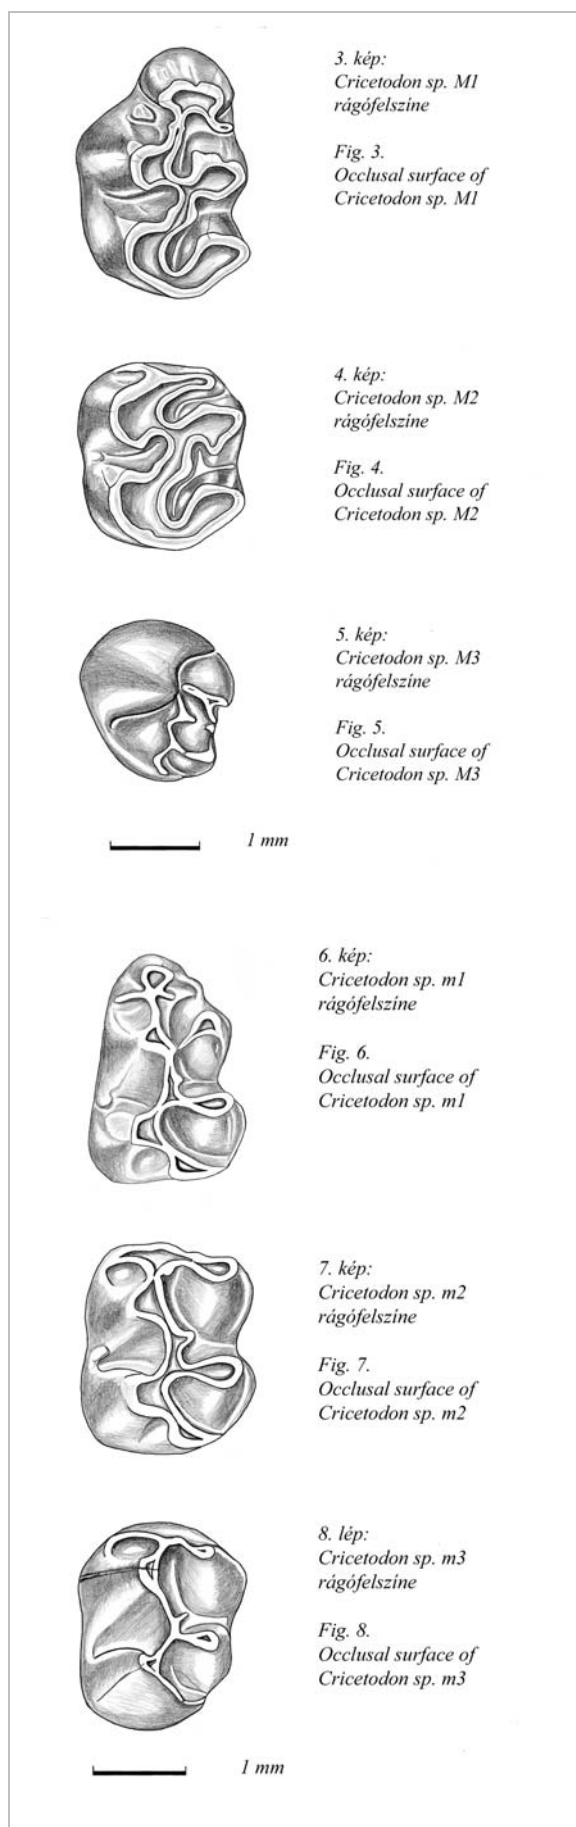 3. kép:
Cricetodon sp. M1
rágófelszíne
Fig. 3.
Occlusal surface of
Cricetodon sp. M1
4. kép:
Cricetodon sp. M2
rágófelszíne
Fig. 4.
Occlusal surface of
Cricetodon sp. M2
5. kép:
Cricetodon sp. M3
rágófelszíne
Fig. 5.
Occlusal surface of
Cricetodon sp. M3
1 mm
6. kép:
Cricetodon sp. m1
rágófelszíne
Fig. 6.
Occlusal surface of
Cricetodon sp. m1
7. kép:
Cricetodon sp. m2
rágófelszíne
Fig. 7.
Occlusal surface of
Cricetodon sp. m2
8. lép:
Cricetodon sp. m3
rágófelszíne
Fig. 8.
Occlusal surface of
Cricetodon sp. m3
1 mm